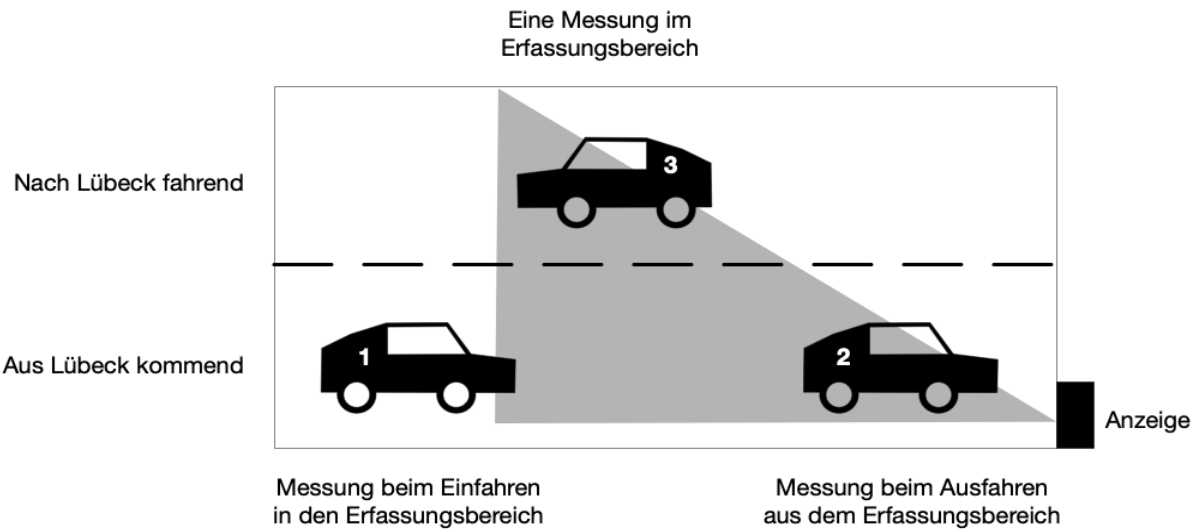 Eine Messung im
Erfassungsbereich
Nach Lübeck fahrend
3
Aus Lübeck kommend
1
2
Anzeige
Messung beim Einfahren
in den Erfassungsbereich
Messung beim Ausfahren
aus dem Erfassungsbereich